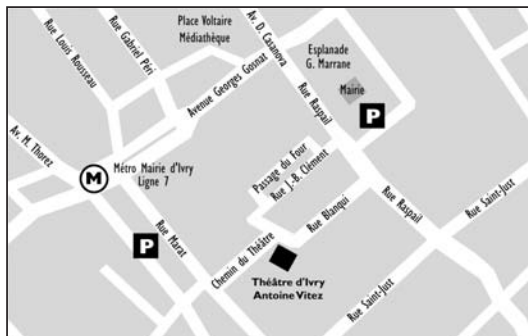 Rue Louis Rousseau
Rue Gabriel Péri
Place Voltaire
Médiathèque
Av. D. Casanova
Esplanade
G. Marrane
Mairie
P
Avenue Georges Gosnat
Rue Raspail
Av. M. Thorez
M
Métro Mairie d'Ivry
Ligne 7
Passage du Four
Rue J.-B. Clément
Rue Raspail
Rue Saint-Just
P
Rue Marat
Chemin du Théâtre
Rue Blanqui
Théâtre d'Ivry
Antoine Vitez
Rue Saint-Just